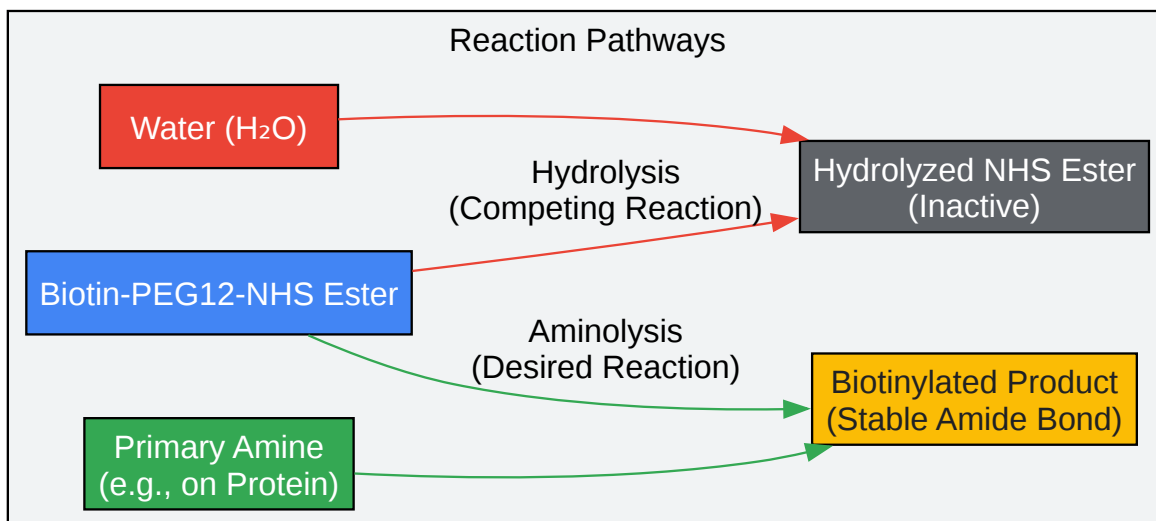 Reaction Pathways
Water (H₂O)
Hydrolysis
(Competing Reaction)
Hydrolyzed NHS Ester
(Inactive)
Biotin-PEG12-NHS Ester
Aminolysis
(Desired Reaction)
Biotinylated Product
(Stable Amide Bond)
Primary Amine
(e.g., on Protein)